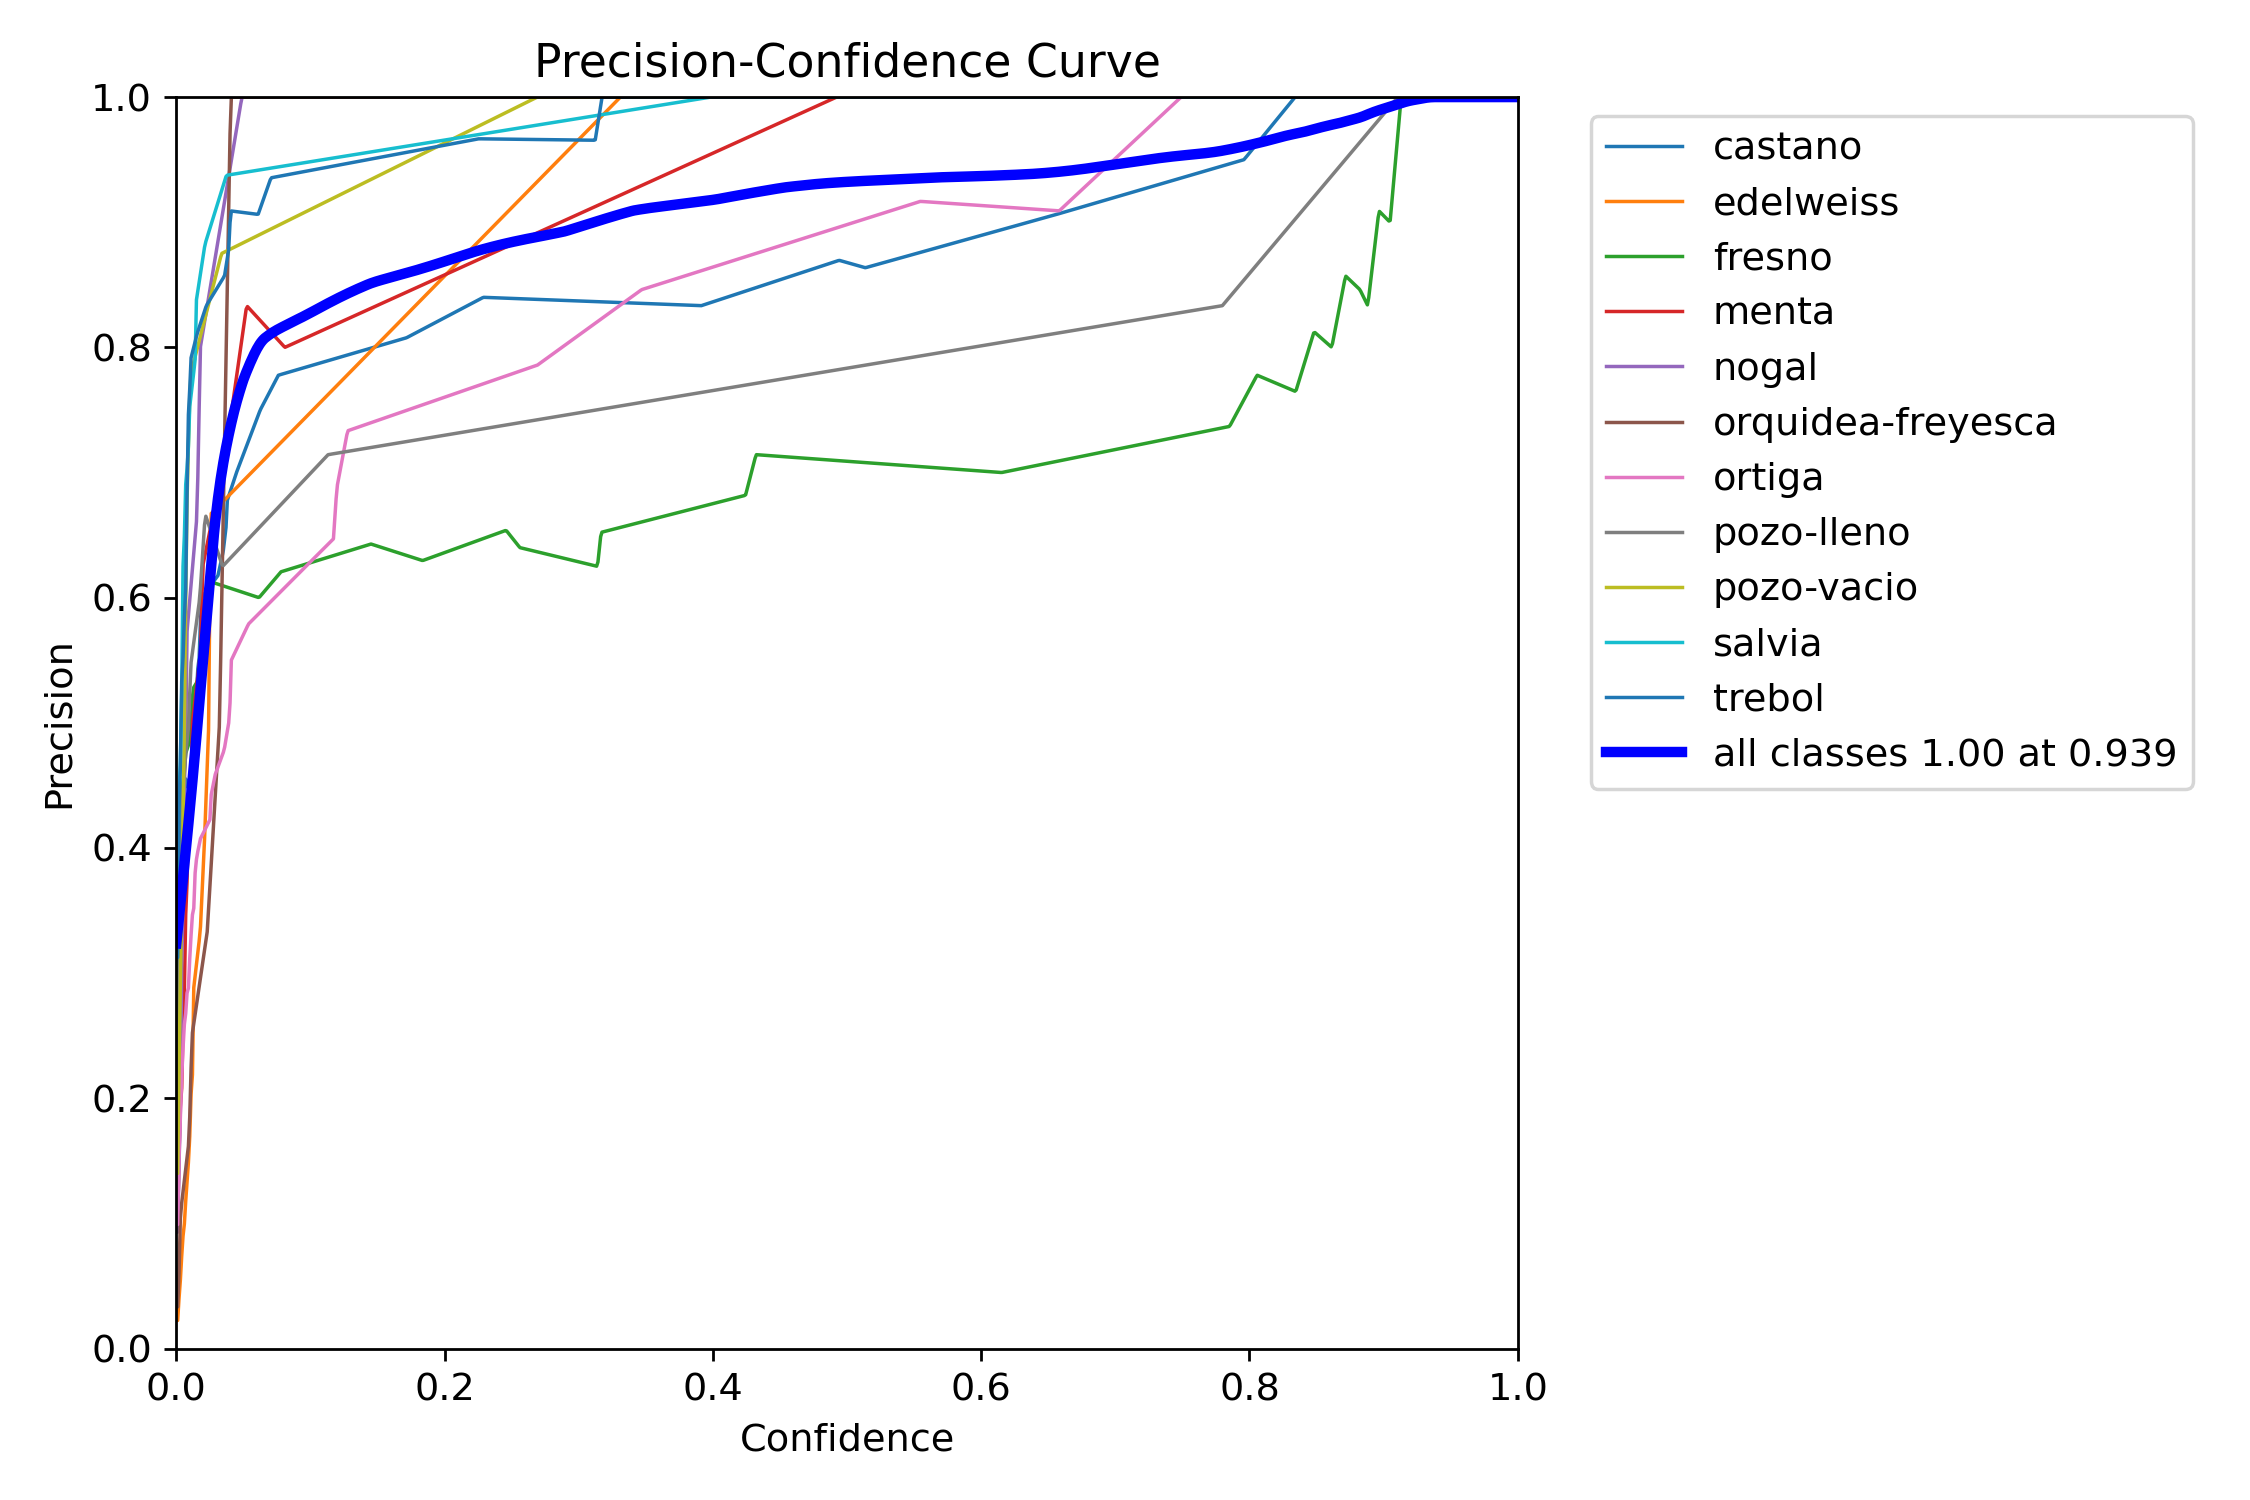 Precision-Confidence Curve
1.0
0.8
0.6
0.4
0.2
0.0
Precision
0.0 0.2 0.4 0.6 0.8 1.0
Confidence
castano
edelweiss
fresno
menta
nogal
orquidea-freyesca
ortiga
pozo-lleno
pozo-vacio
salvia
trebol
all classes 1.00 at 0.939